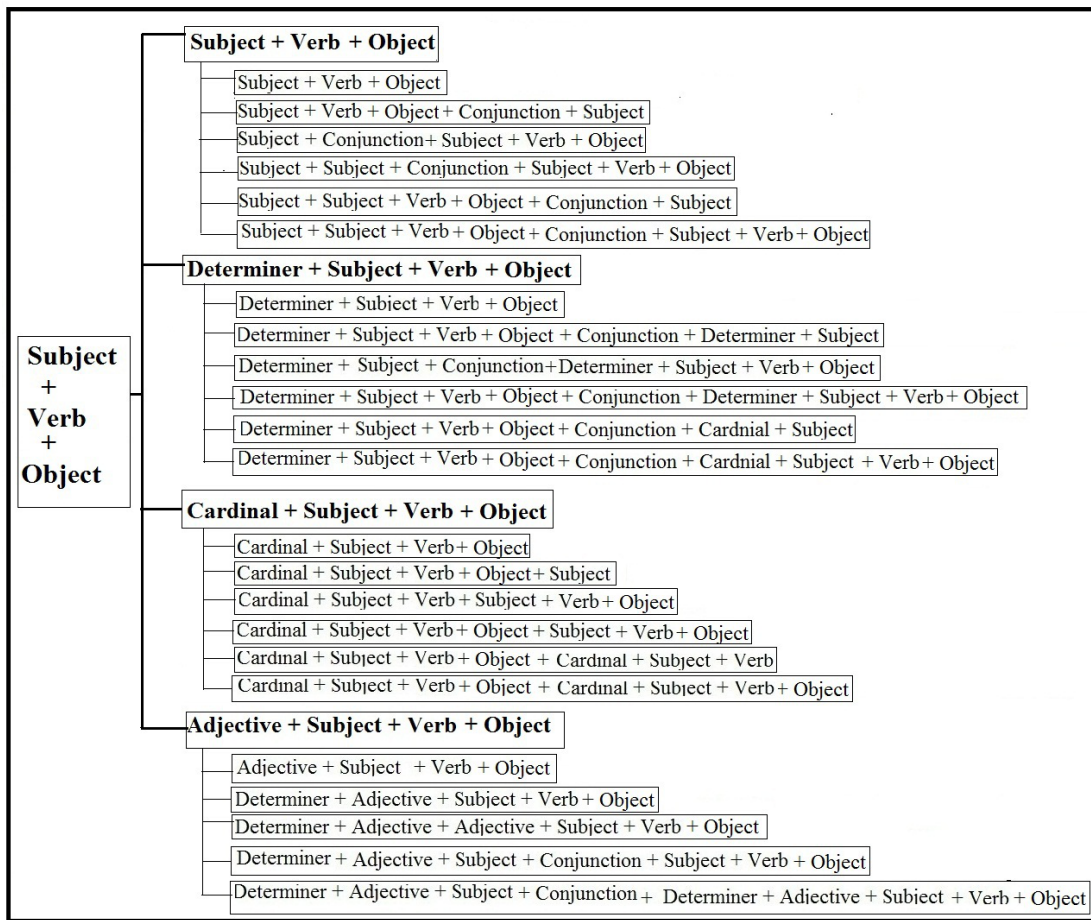 Subject + Verb + Object
Subject + Verb + Object
Subject + Verb + Object + Conjunction + Subject
Subject + Conjunction + Subject + Verb + Object
Subject + Subject + Conjunction + Subject + Verb + Object
Subject + Subject + Verb + Object + Conjunction + Subject
Subject + Subject + Verb + Object + Conjunction + Subject + Verb + Object
Determiner + Subject + Verb + Object
Determiner + Subject + Verb + Object
Determiner + Subject + Verb + Object + Conjunction + Determiner + Subject
Determiner + Subject + Conjunction + Determiner + Subject + Verb + Object
Determiner + Subject + Verb + Object + Conjunction + Determiner + Subject + Verb + Object
Determiner + Subject + Verb + Object + Conjunction + Cardnial + Subject
Determiner + Subject + Verb + Object + Conjunction + Cardnial + Subject + Verb + Object
Subject
+
Verb
+
Object
Cardinal + Subject + Verb + Object
Cardinal + Subject + Verb + Object
Cardinal + Subject + Verb + Object + Subject
Cardinal + Subject + Verb + Subject + Verb + Object
Cardinal + Subject + Verb + Object + Subject + Verb + Object
Cardinal + Subject + Verb + Object + Cardinal + Subject + Verb
Cardinal + Subject + Verb + Object + Cardinal + Subject + Verb + Object
Adjective + Subject + Verb + Object
Adjective + Subject + Verb + Object
Determiner + Adjective + Subject + Verb + Object
Determiner + Adjective + Adjective + Subject + Verb + Object
Determiner + Adjective + Subject + Conjunction + Subject + Verb + Object
Determiner + Adjective + Subject + Conjunction + Determiner + Adjective + Subject + Verb + Object